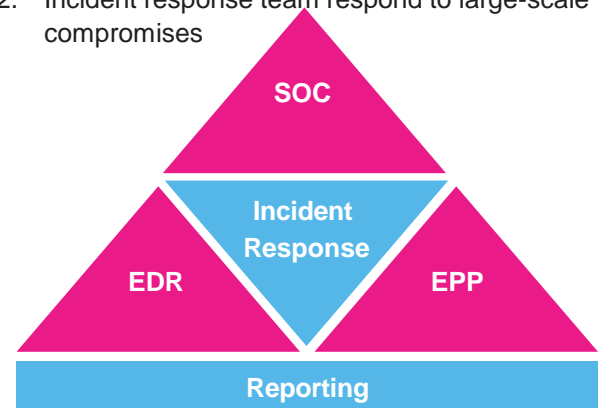 2. Incident response team respond to large-scale
compromises
SOC
Incident
Response
EDR
EPP
Reporting